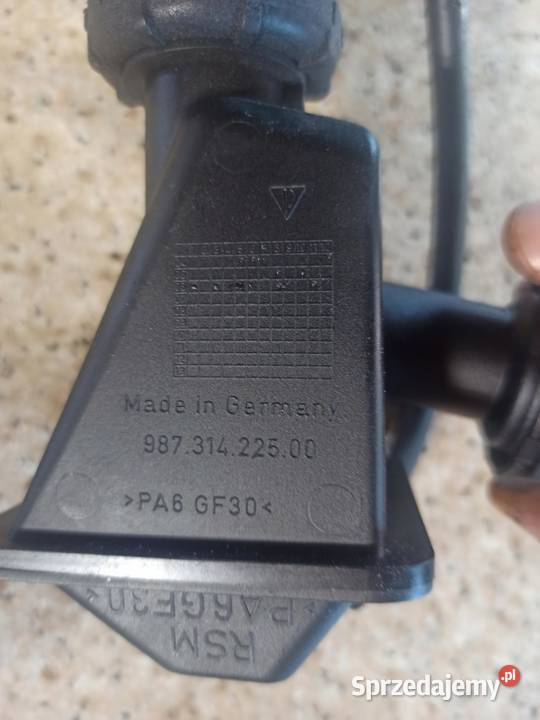 Made in Germany
987.314.225.00
>PA6 GF30<
>PA6GF30<
RSM
Sprzedajemy.pl